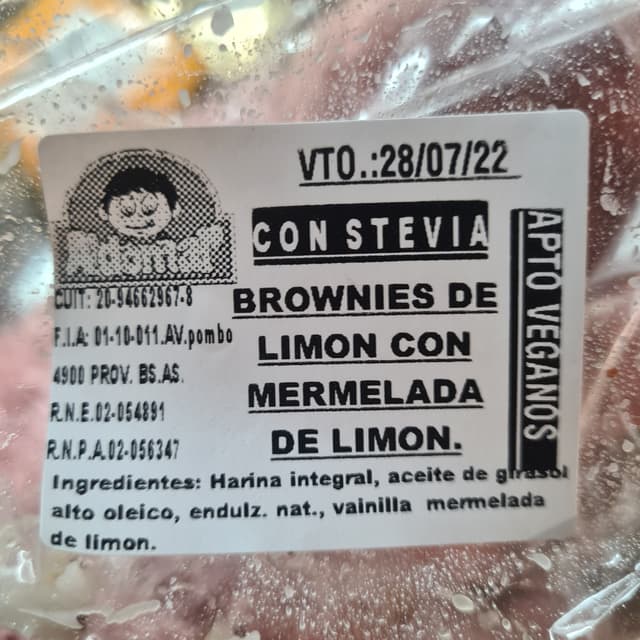 VTO.:28/07/22
CON STEVIA
BROWNIES DE
LIMON CON
MERMELADA
DE LIMON.
APTO VEGANOS
CUIT: 20-94662967-8
F.I.A: 01-10-011.AV.pombo
4900 PROV. BS.AS.
R.N.E.02-054891
R.N.P.A.02-056347
Ingredientes: Harina integral, aceite de girasol
alto oleico, endulz. nat., vainilla mermelada
de limon.